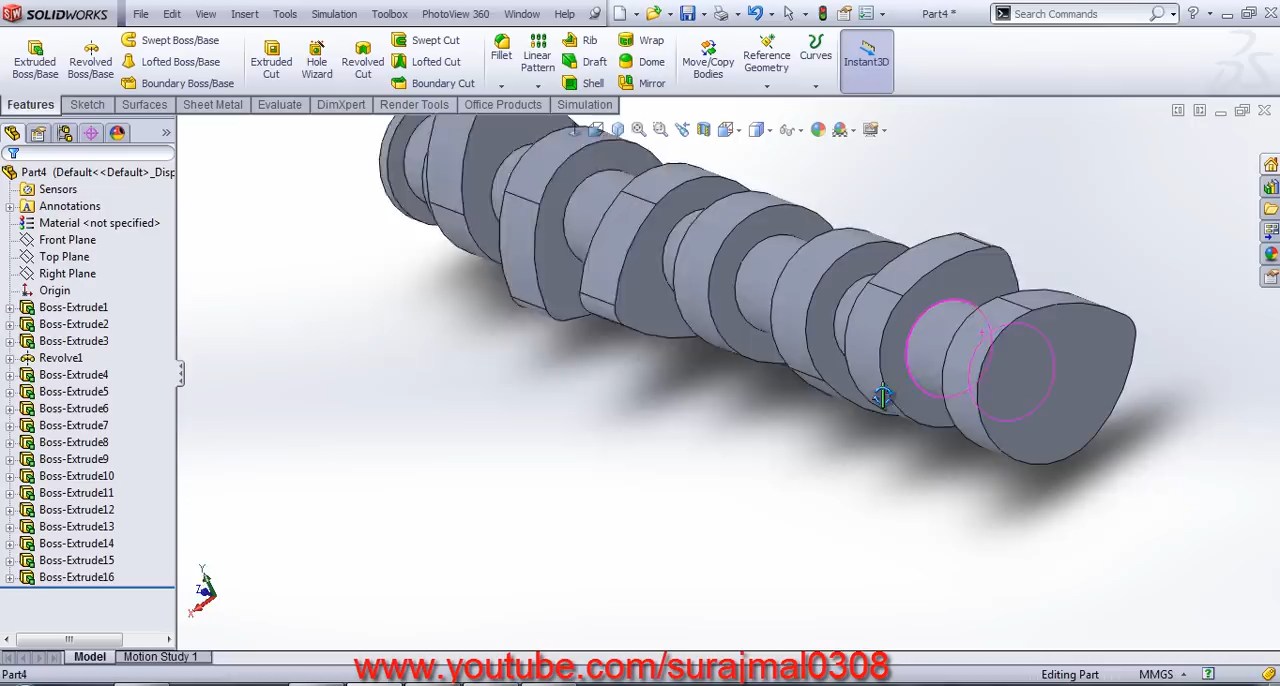 SOLIDWORKS File Edit View Insert Tools Simulation Toolbox PhotoView 360 Window Help Part4 * Search Commands
Extruded Boss/Base
Revolved Boss/Base
Swept Boss/Base
Lofted Boss/Base
Boundary Boss/Base
Extruded Cut
Hole Wizard
Revolved Cut
Swept Cut
Lofted Cut
Boundary Cut
Fillet
Linear Pattern
Rib
Draft
Shell
Wrap
Dome
Mirror
Move/Copy Bodies
Reference Geometry
Curves
Instant3D
Features Sketch Surfaces Sheet Metal Evaluate DimXpert Render Tools Office Products Simulation
Part4 (Default<<Default>_Disp
Sensors
Annotations
Material <not specified>
Front Plane
Top Plane
Right Plane
Origin
Boss-Extrude1
Boss-Extrude2
Boss-Extrude3
Revolve1
Boss-Extrude4
Boss-Extrude5
Boss-Extrude6
Boss-Extrude7
Boss-Extrude8
Boss-Extrude9
Boss-Extrude10
Boss-Extrude11
Boss-Extrude12
Boss-Extrude13
Boss-Extrude14
Boss-Extrude15
Boss-Extrude16
Y
Z
X
Model Motion Study 1
www.youtube.com/surajmal0308
Part4 Editing Part MMGS